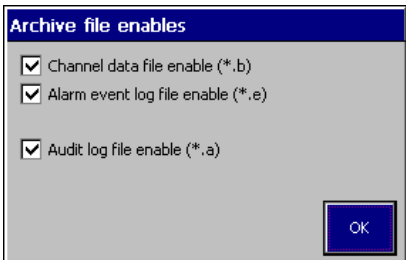 Archive file enables
Channel data file enable (*.b)
Alarm event log file enable (*.e)
Audit log file enable (*.a)
OK